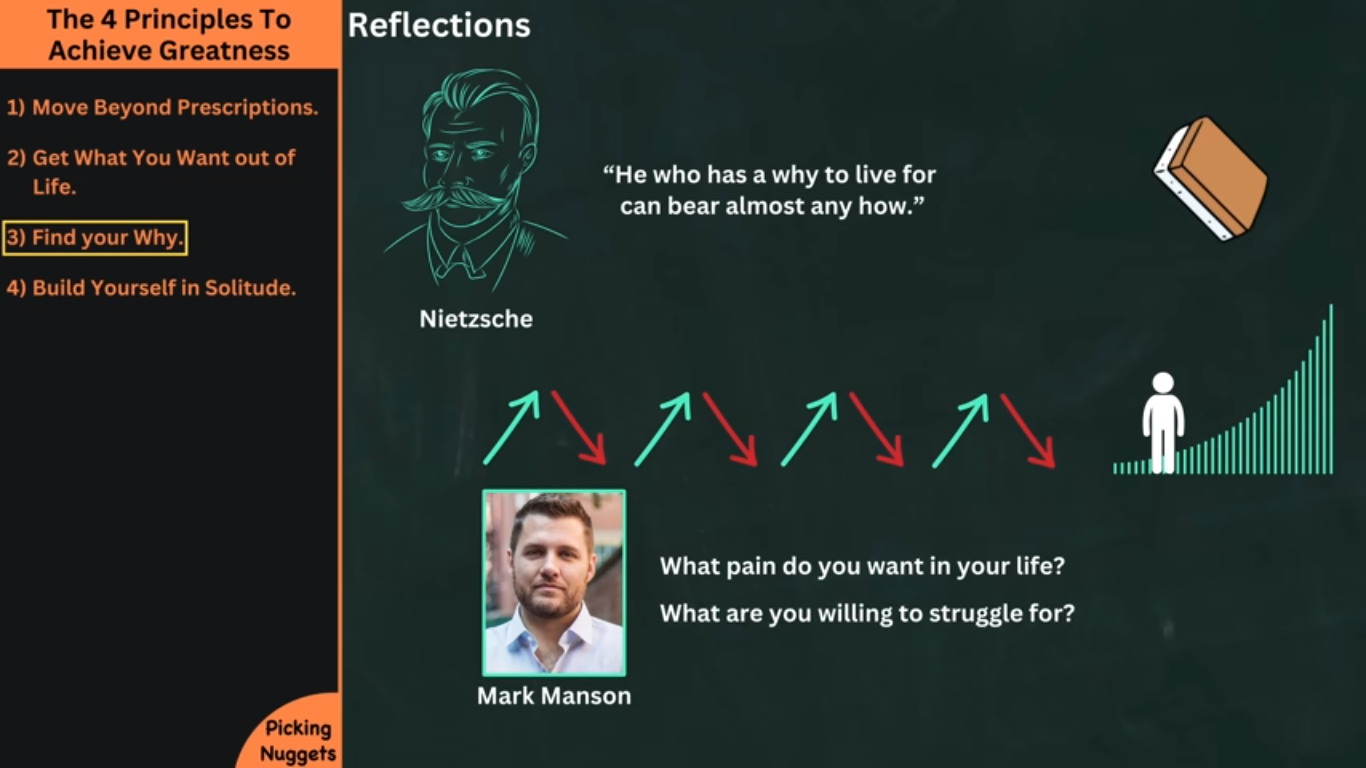 The 4 Principles To
Achieve Greatness
1) Move Beyond Prescriptions.
2) Get What You Want out of
Life.
3) Find your Why.
4) Build Yourself in Solitude.
Picking
Nuggets
Reflections
“He who has a why to live for
can bear almost any how.”
Nietzsche
What pain do you want in your life?
What are you willing to struggle for?
Mark Manson